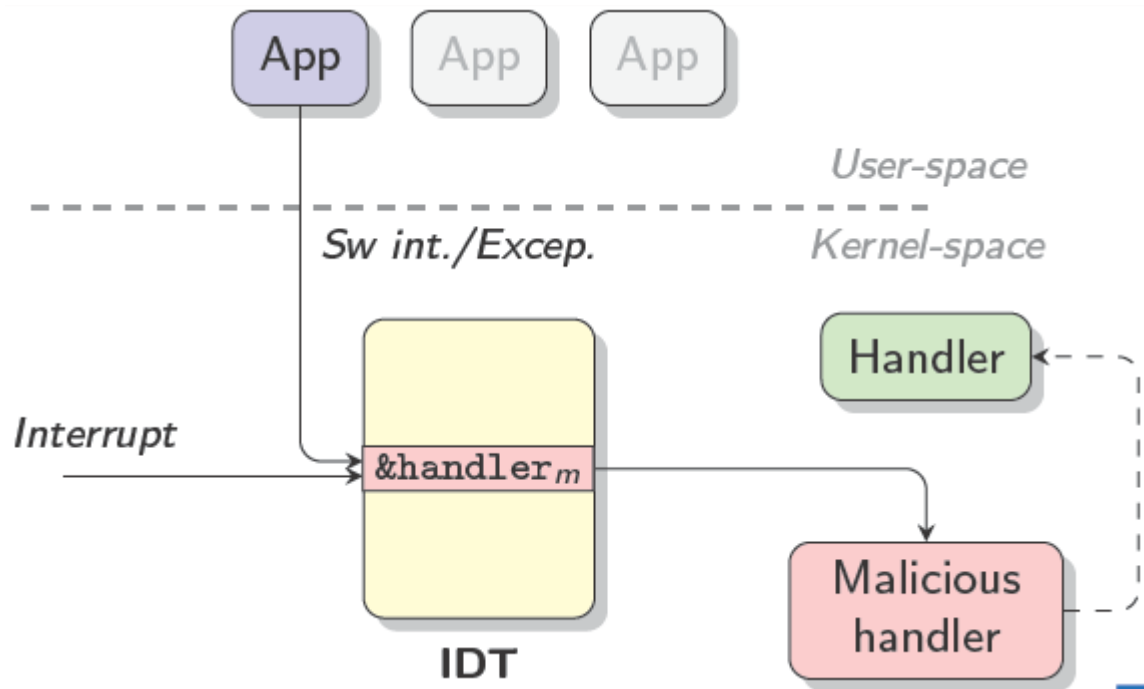 App
App
App
User-space
Sw int./Excep.
Kernel-space
Handler
Interrupt
&handlerm
Malicious
handler
IDT